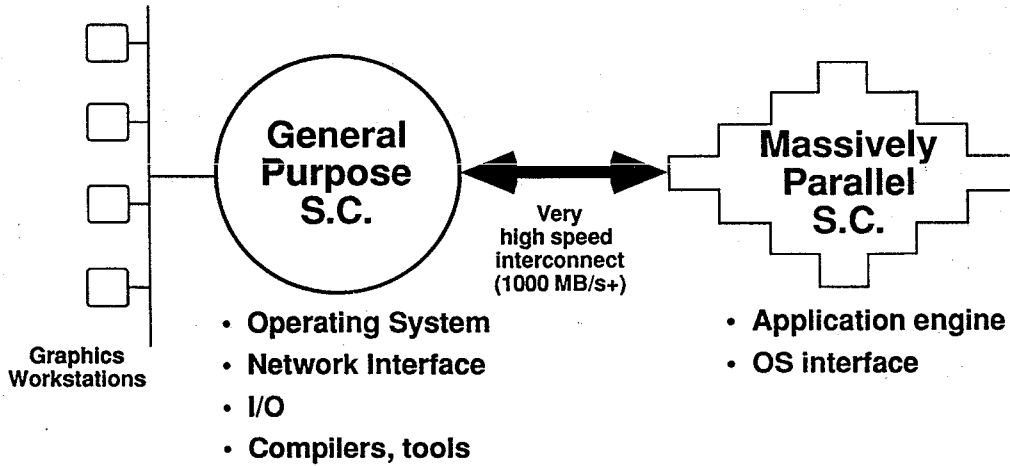 General
Purpose
S.C.
Massively
Parallel
S.C.
Very
high speed
interconnect
(1000 MB/s+)
Graphics
Workstations
• Operating System
• Network Interface
• I/O
• Compilers, tools
• Application engine
• OS interface